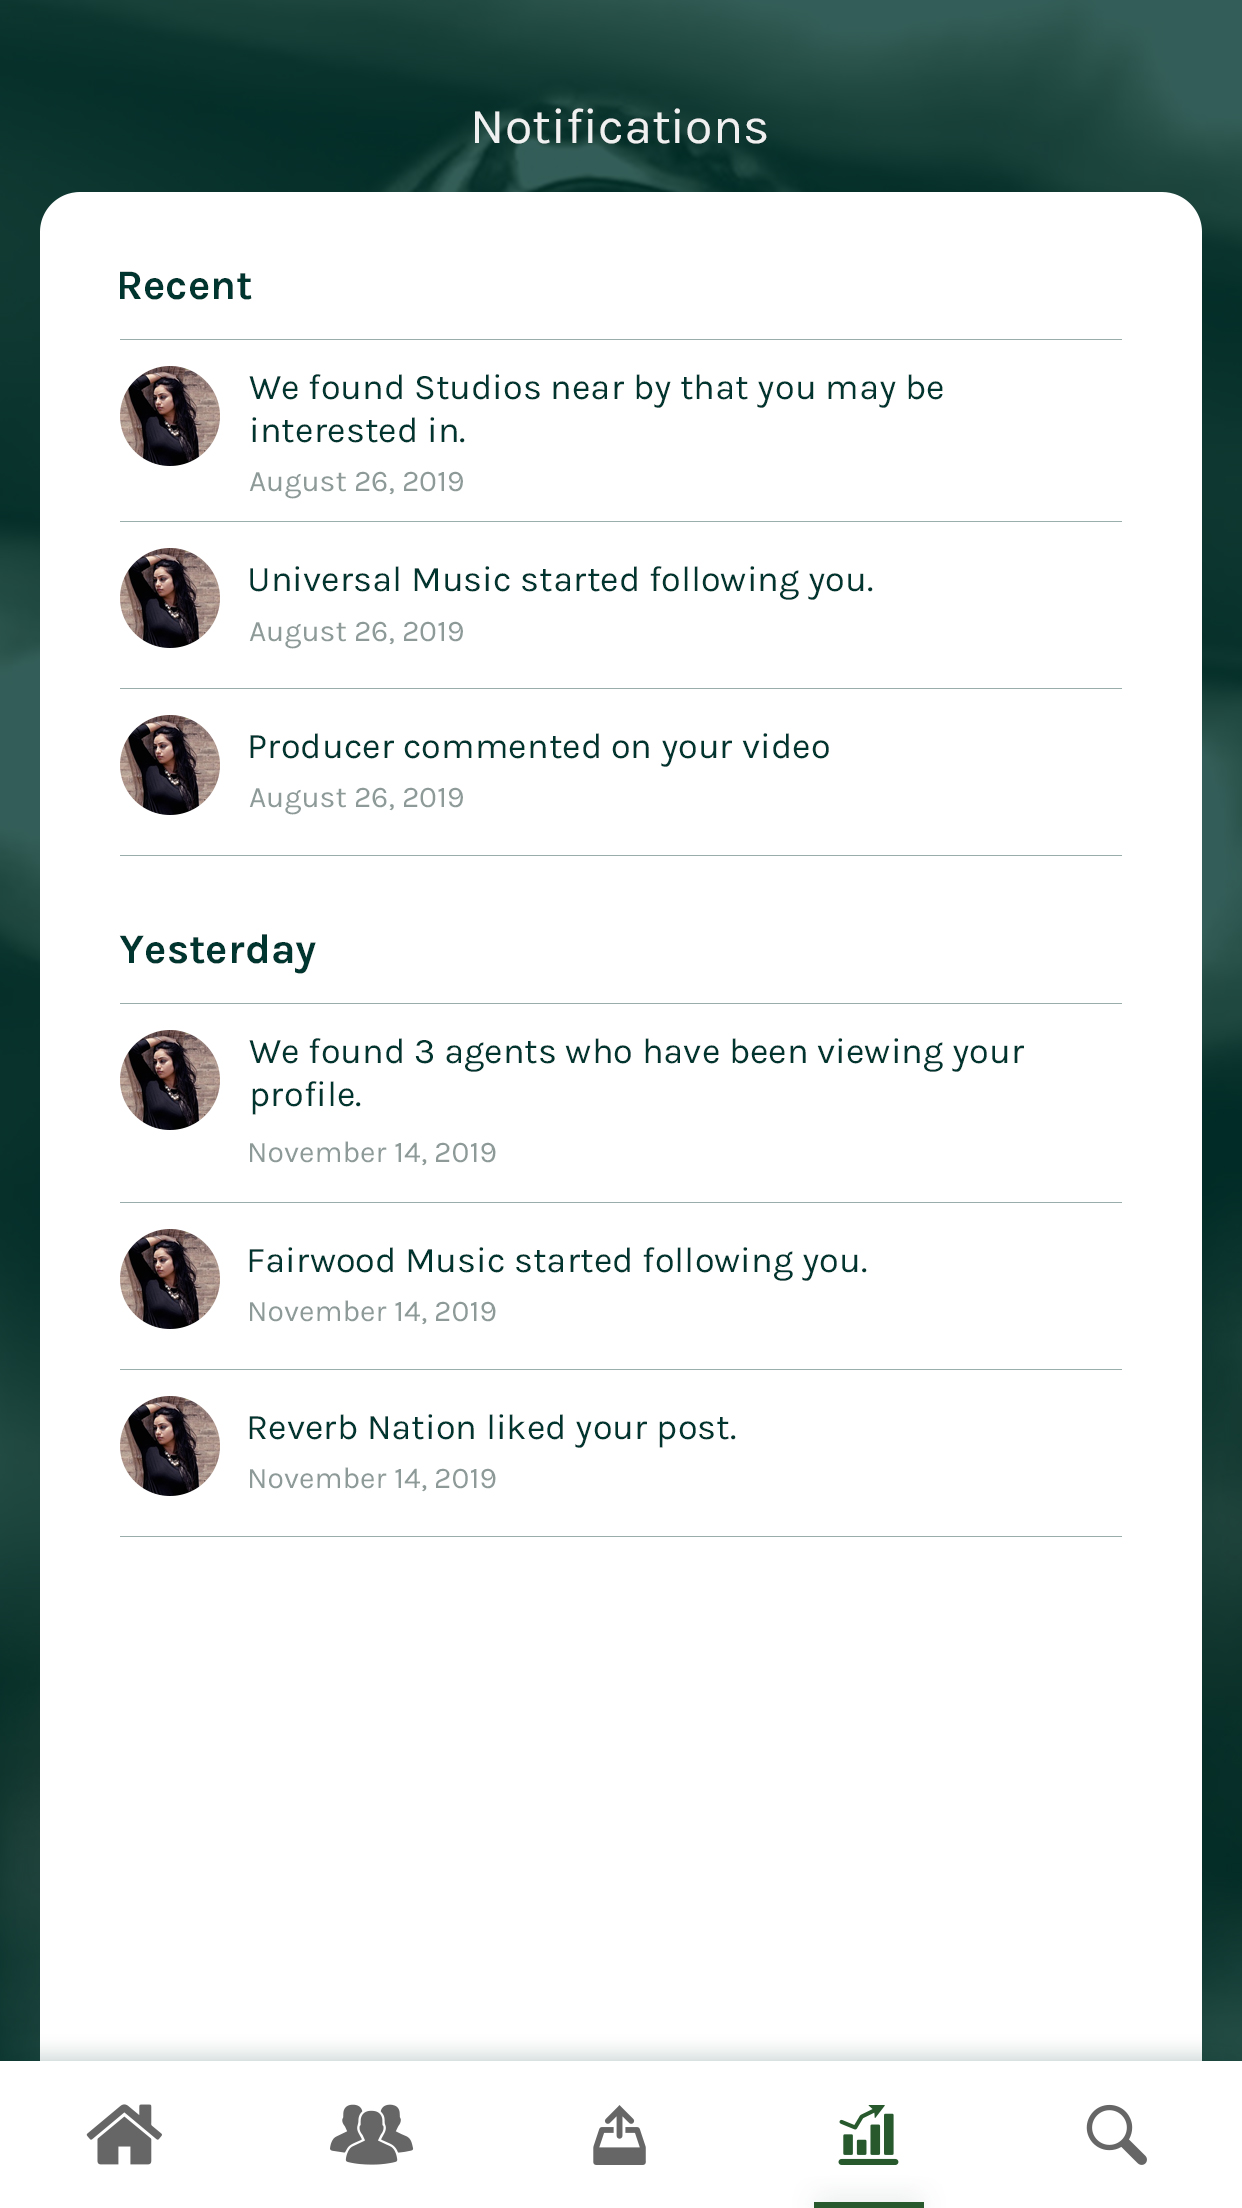 Notifications
Recent
We found Studios near by that you may be
interested in.
August 26, 2019
Universal Music started following you.
August 26, 2019
Producer commented on your video
August 26, 2019
Yesterday
We found 3 agents who have been viewing your
profile.
November 14, 2019
Fairwood Music started following you.
November 14, 2019
Reverb Nation liked your post.
November 14, 2019